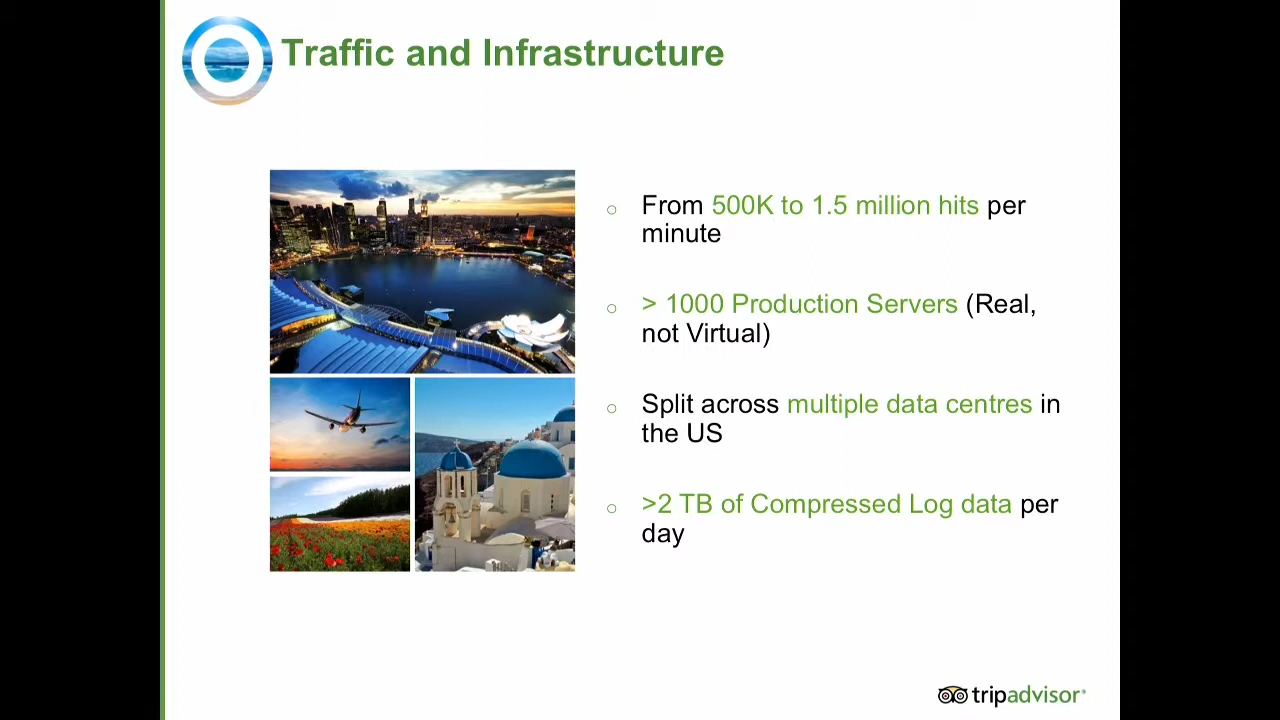 Traffic and Infrastructure
From 500K to 1.5 million hits per
minute
> 1000 Production Servers (Real,
not Virtual)
Split across multiple data centres in
the US
>2 TB of Compressed Log data per
day
tripadvisor®